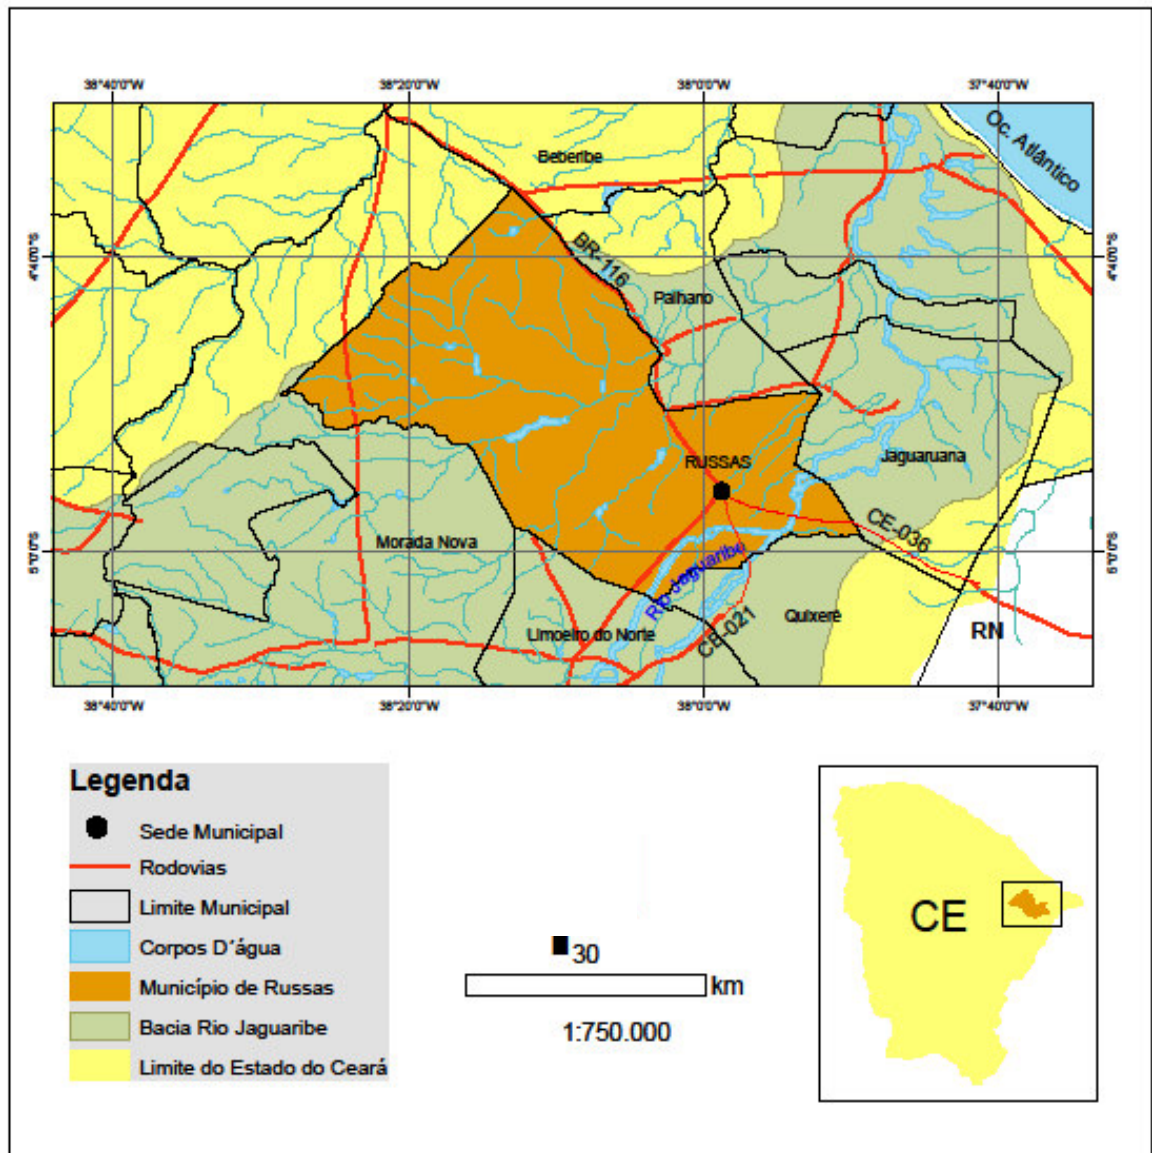 38°40'0"W 38°20'0"W 38°0'0"W 37°40'0"W
Oc. Atlântico
Beberibe
4°40'0"S 4°40'0"S
BR-116
Palhano
RUSSAS
Jaguaruana
CE-036
Morada Nova
5°0'0"S 5°0'0"S
Rio Jaguaribe
Quixeré
Limoeiro do Norte
CE-021
RN
38°40'0"W 38°20'0"W 38°0'0"W 37°40'0"W
Legenda
Sede Municipal
Rodovias
Limite Municipal
Corpos D´água
Município de Russas
Bacia Rio Jaguaribe
Limite do Estado do Ceará
30
km
1:750.000
CE